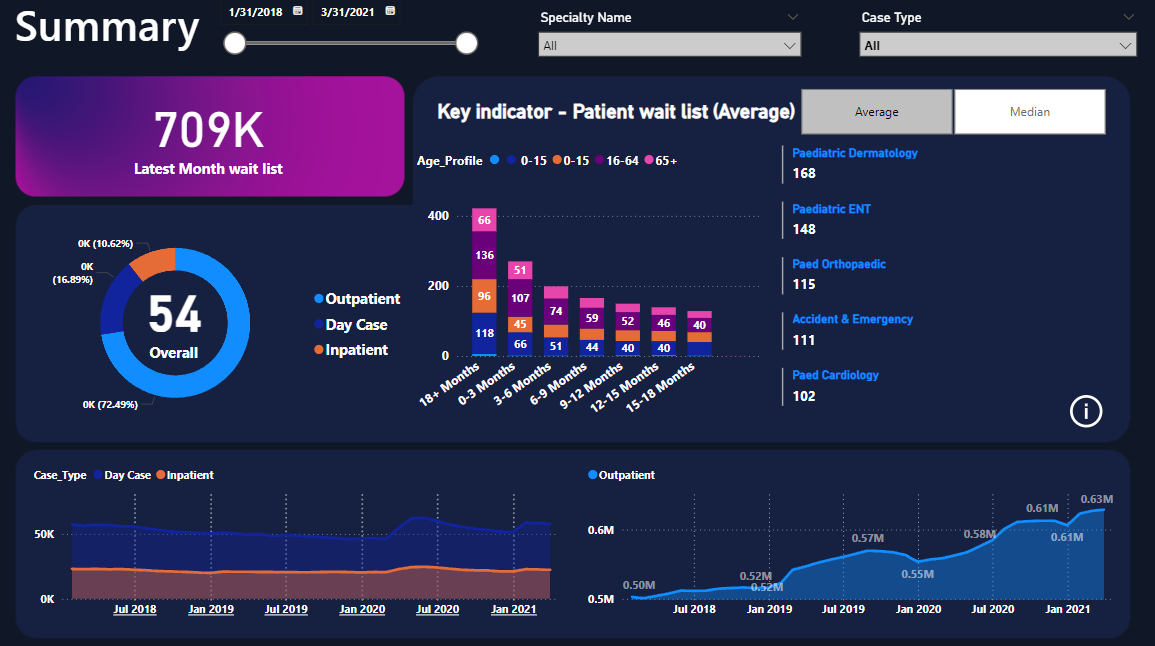 Summary
1/31/2018 3/31/2021
Specialty Name
All
Case Type
All
709K
Latest Month wait list
Key indicator - Patient wait list (Average)
Average
Median
Age_Profile 0-15 0-15 16-64 65+
400
200
0
66
136
96
118
51
107
45
66
74
51
59
44
52
40
46
40
40
18+ Months
0-3 Months
3-6 Months
6-9 Months
9-12 Months
12-15 Months
15-18 Months
Paediatric Dermatology
168
Paediatric ENT
148
Paed Orthopaedic
115
Accident & Emergency
111
Paed Cardiology
102
i
0K (10.62%)
0K
(16.89%)
54
Overall
0K (72.49%)
Outpatient
Day Case
Inpatient
Case_Type Day Case Inpatient
50K
0K
Jul 2018 Jan 2019 Jul 2019 Jan 2020 Jul 2020 Jan 2021
Outpatient
0.6M
0.5M
0.50M
0.52M
0.52M
0.57M
0.55M
0.58M
0.61M
0.61M
0.63M
Jul 2018 Jan 2019 Jul 2019 Jan 2020 Jul 2020 Jan 2021